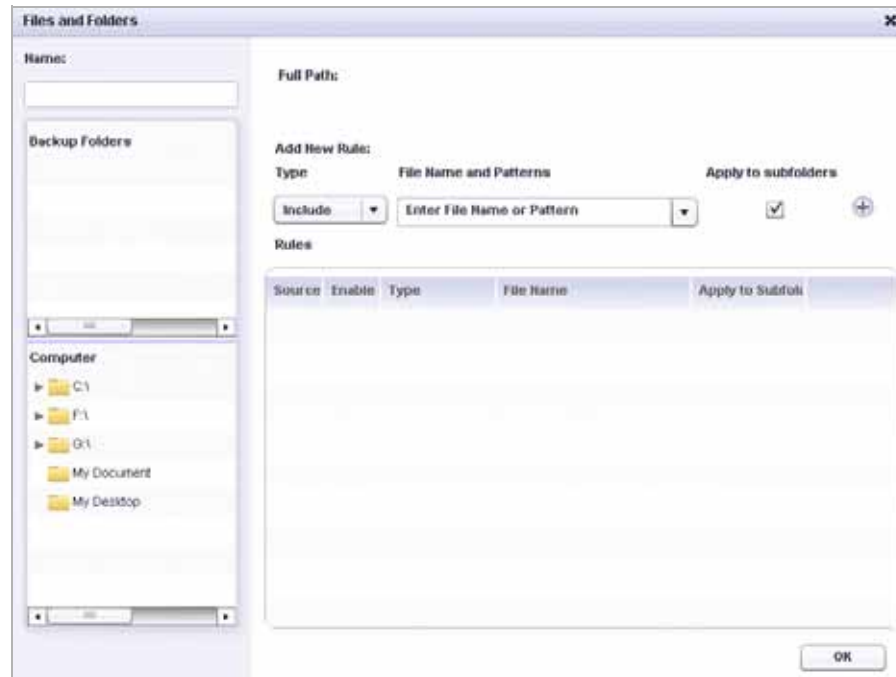 Files and Folders
Name:
Full Path:
Backup Folders
Add New Rule:
Type File Name and Patterns Apply to subfolders
Include Enter File Name or Pattern
Rules
Source Enable Type File Name Apply to Subfol
Computer
C:\
F:\
G:\
My Document
My Desktop
OK